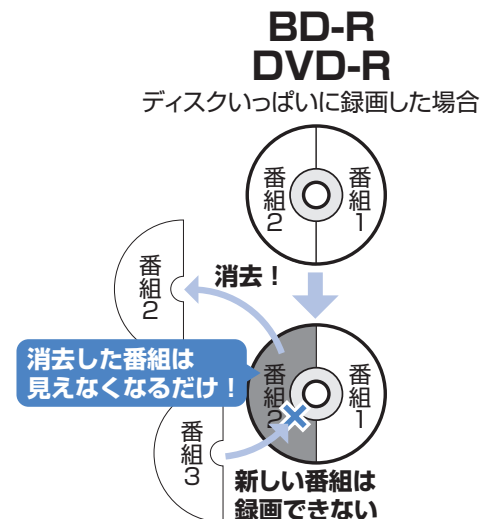 BD-R
DVD-R
ディスクいっぱいに録画した場合
番組2
番組1
番組2
消去！
消去した番組は
見えなくなるだけ！
番組2
番組1
番組3
新しい番組は
録画できない